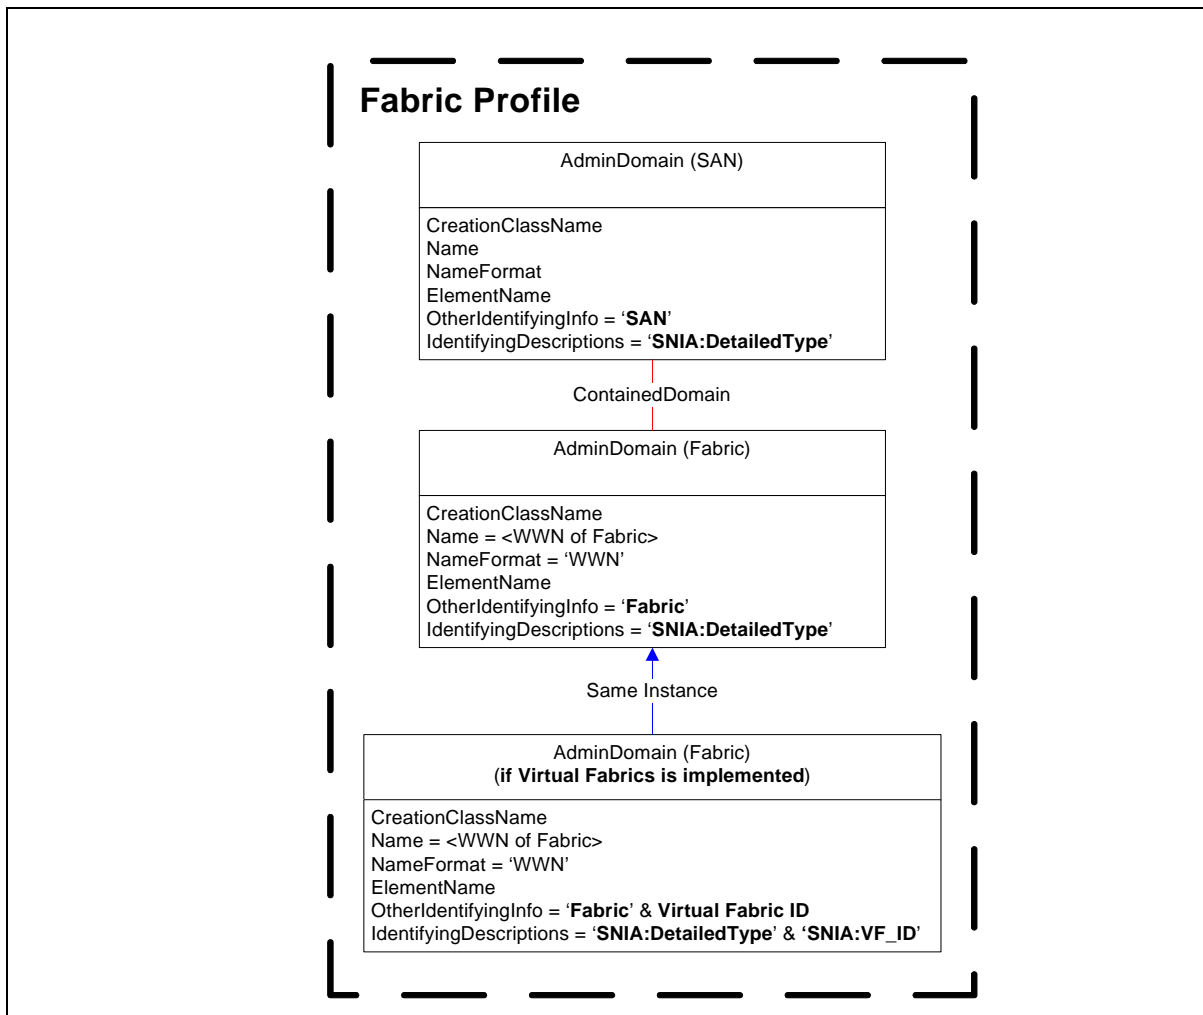 Fabric Profile
AdminDomain (SAN)
CreationClassName
Name
NameFormat
ElementName
OtherIdentifyingInfo = ‘SAN’
IdentifyingDescriptions = ‘SNIA:DetailedType’
ContainedDomain
AdminDomain (Fabric)
CreationClassName
Name = <WWN of Fabric>
NameFormat = ‘WWN’
ElementName
OtherIdentifyingInfo = ‘Fabric’
IdentifyingDescriptions = ‘SNIA:DetailedType’
Same Instance
AdminDomain (Fabric)
(if Virtual Fabrics is implemented)
CreationClassName
Name = <WWN of Fabric>
NameFormat = ‘WWN’
ElementName
OtherIdentifyingInfo = ‘Fabric’ & Virtual Fabric ID
IdentifyingDescriptions = ‘SNIA:DetailedType’ & ‘SNIA:VF_ID’